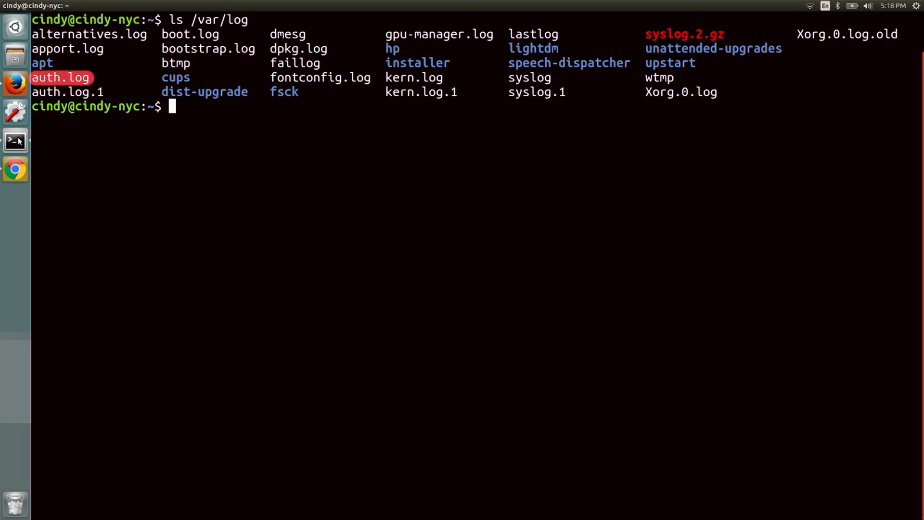 cindy@cindy-nyc: ~
En
5:18 PM
cindy@cindy-nyc:~$ ls /var/log
alternatives.log boot.log dmesg gpu-manager.log lastlog syslog.2.gz Xorg.0.log.old
apport.log bootstrap.log dpkg.log hp lightdm unattended-upgrades
apt btmp faillog installer speech-dispatcher upstart
auth.log cups fontconfig.log kern.log syslog wtmp
auth.log.1 dist-upgrade fsck kern.log.1 syslog.1 Xorg.0.log
cindy@cindy-nyc:~$